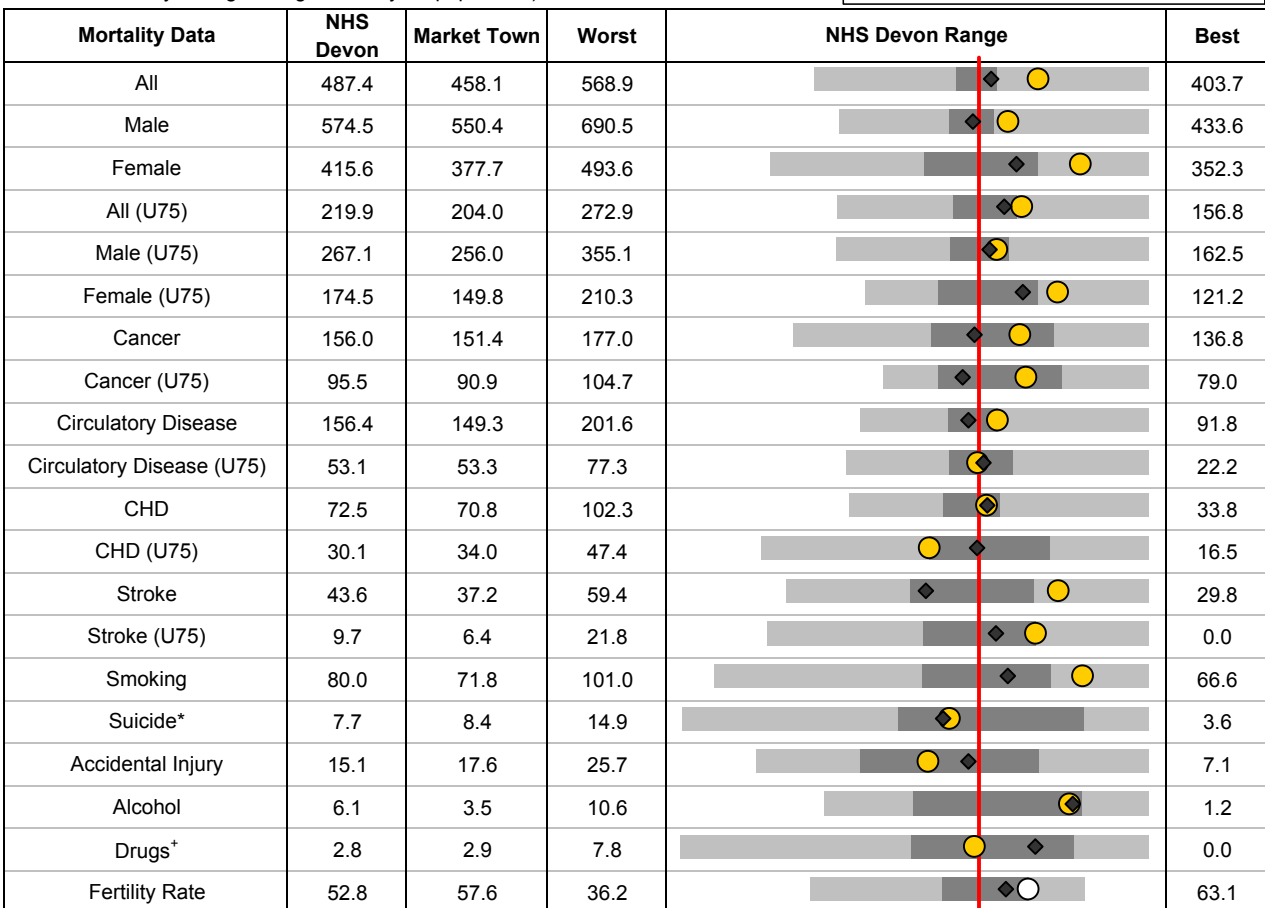 Mortality Data NHS Devon Market Town Worst NHS Devon Range Best
All 487.4 458.1 568.9 403.7
Male 574.5 550.4 690.5 433.6
Female 415.6 377.7 493.6 352.3
All (U75) 219.9 204.0 272.9 156.8
Male (U75) 267.1 256.0 355.1 162.5
Female (U75) 174.5 149.8 210.3 121.2
Cancer 156.0 151.4 177.0 136.8
Cancer (U75) 95.5 90.9 104.7 79.0
Circulatory Disease 156.4 149.3 201.6 91.8
Circulatory Disease (U75) 53.1 53.3 77.3 22.2
CHD 72.5 70.8 102.3 33.8
CHD (U75) 30.1 34.0 47.4 16.5
Stroke 43.6 37.2 59.4 29.8
Stroke (U75) 9.7 6.4 21.8 0.0
Smoking 80.0 71.8 101.0 66.6
Suicide* 7.7 8.4 14.9 3.6
Accidental Injury 15.1 17.6 25.7 7.1
Alcohol 6.1 3.5 10.6 1.2
Drugs+ 2.8 2.9 7.8 0.0
Fertility Rate 52.8 57.6 36.2 63.1